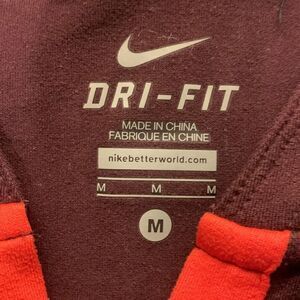 DRI-FIT
MADE IN CHINA
FABRIQUE EN CHINE
nikebetterworld.com
M M M
M